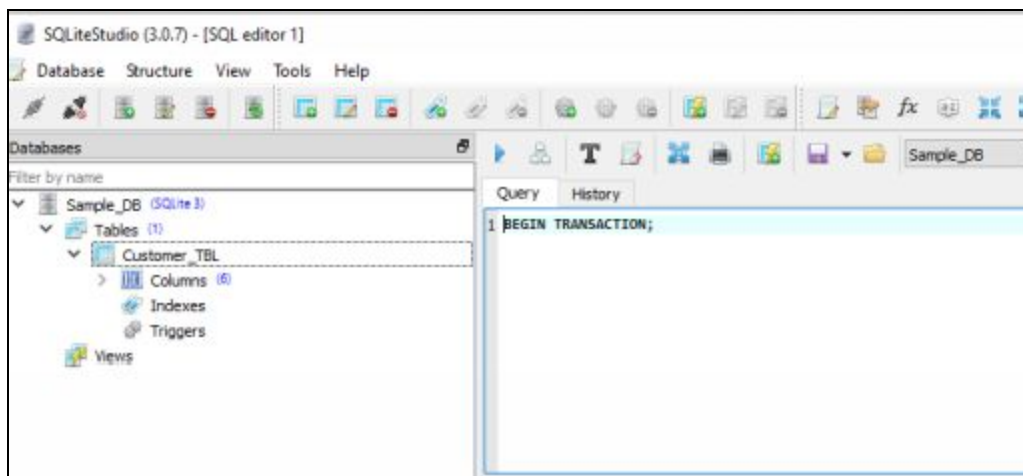 SQLiteStudio (3.0.7) - [SQL editor 1]
Database Structure View Tools Help
Databases
Filter by name
Sample_DB (SQLite 3)
Tables (1)
Customer_TBL
Columns (6)
Indexes
Triggers
Views
Sample_DB
Query History
1 BEGIN TRANSACTION;